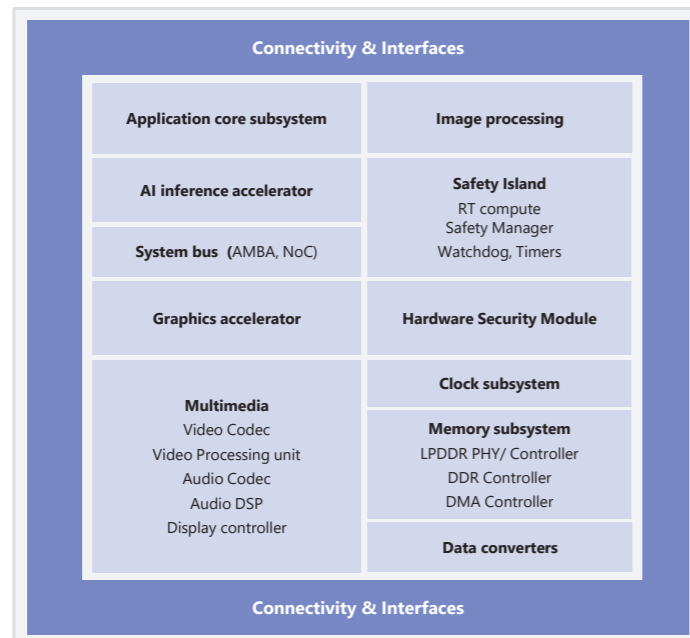 Connectivity & Interfaces
Application core subsystem
AI inference accelerator
System bus (AMBA, NoC)
Graphics accelerator
Multimedia
Video Codec
Video Processing unit
Audio Codec
Audio DSP
Display controller
Image processing
Safety Island
RT compute
Safety Manager
Watchdog, Timers
Hardware Security Module
Clock subsystem
Memory subsystem
LPDDR PHY/ Controller
DDR Controller
DMA Controller
Data converters
Connectivity & Interfaces